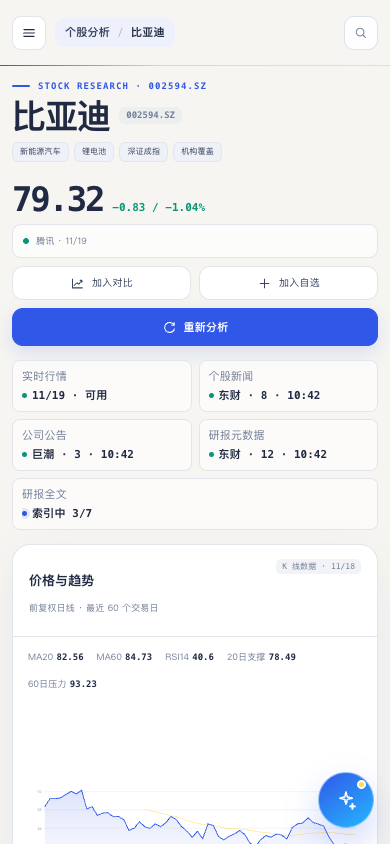 个股分析 / 比亚迪
STOCK RESEARCH · 002594.SZ
比亚迪 002594.SZ
新能源汽车 锂电池 深证成指 机构覆盖
79.32 −0.83 / −1.04%
腾讯 · 11/19
加入对比 加入自选
重新分析
实时行情
11/19 · 可用
个股新闻
东财 · 8 · 10:42
公司公告
巨潮 · 3 · 10:42
研报元数据
东财 · 12 · 10:42
研报全文
索引中 3/7
K 线数据 · 11/18
价格与趋势
前复权日线 · 最近 60 个交易日
MA20 82.56 MA60 84.73 RSI14 40.6 20日支撑 78.49
60日压力 93.23